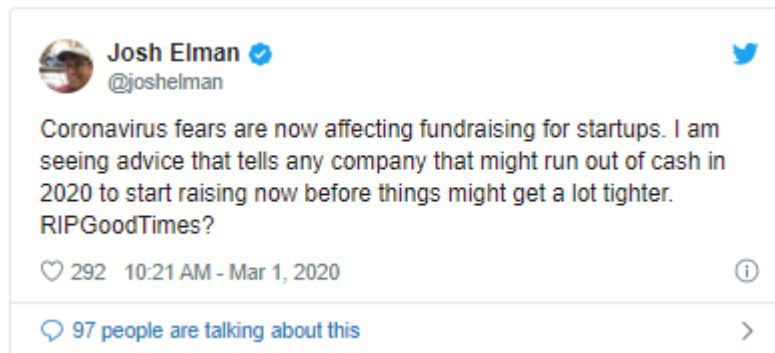 Josh Elman
@joshelman
Coronavirus fears are now affecting fundraising for startups. I am
seeing advice that tells any company that might run out of cash in
2020 to start raising now before things might get a lot tighter.
RIPGoodTimes?
292 10:21 AM - Mar 1, 2020
97 people are talking about this